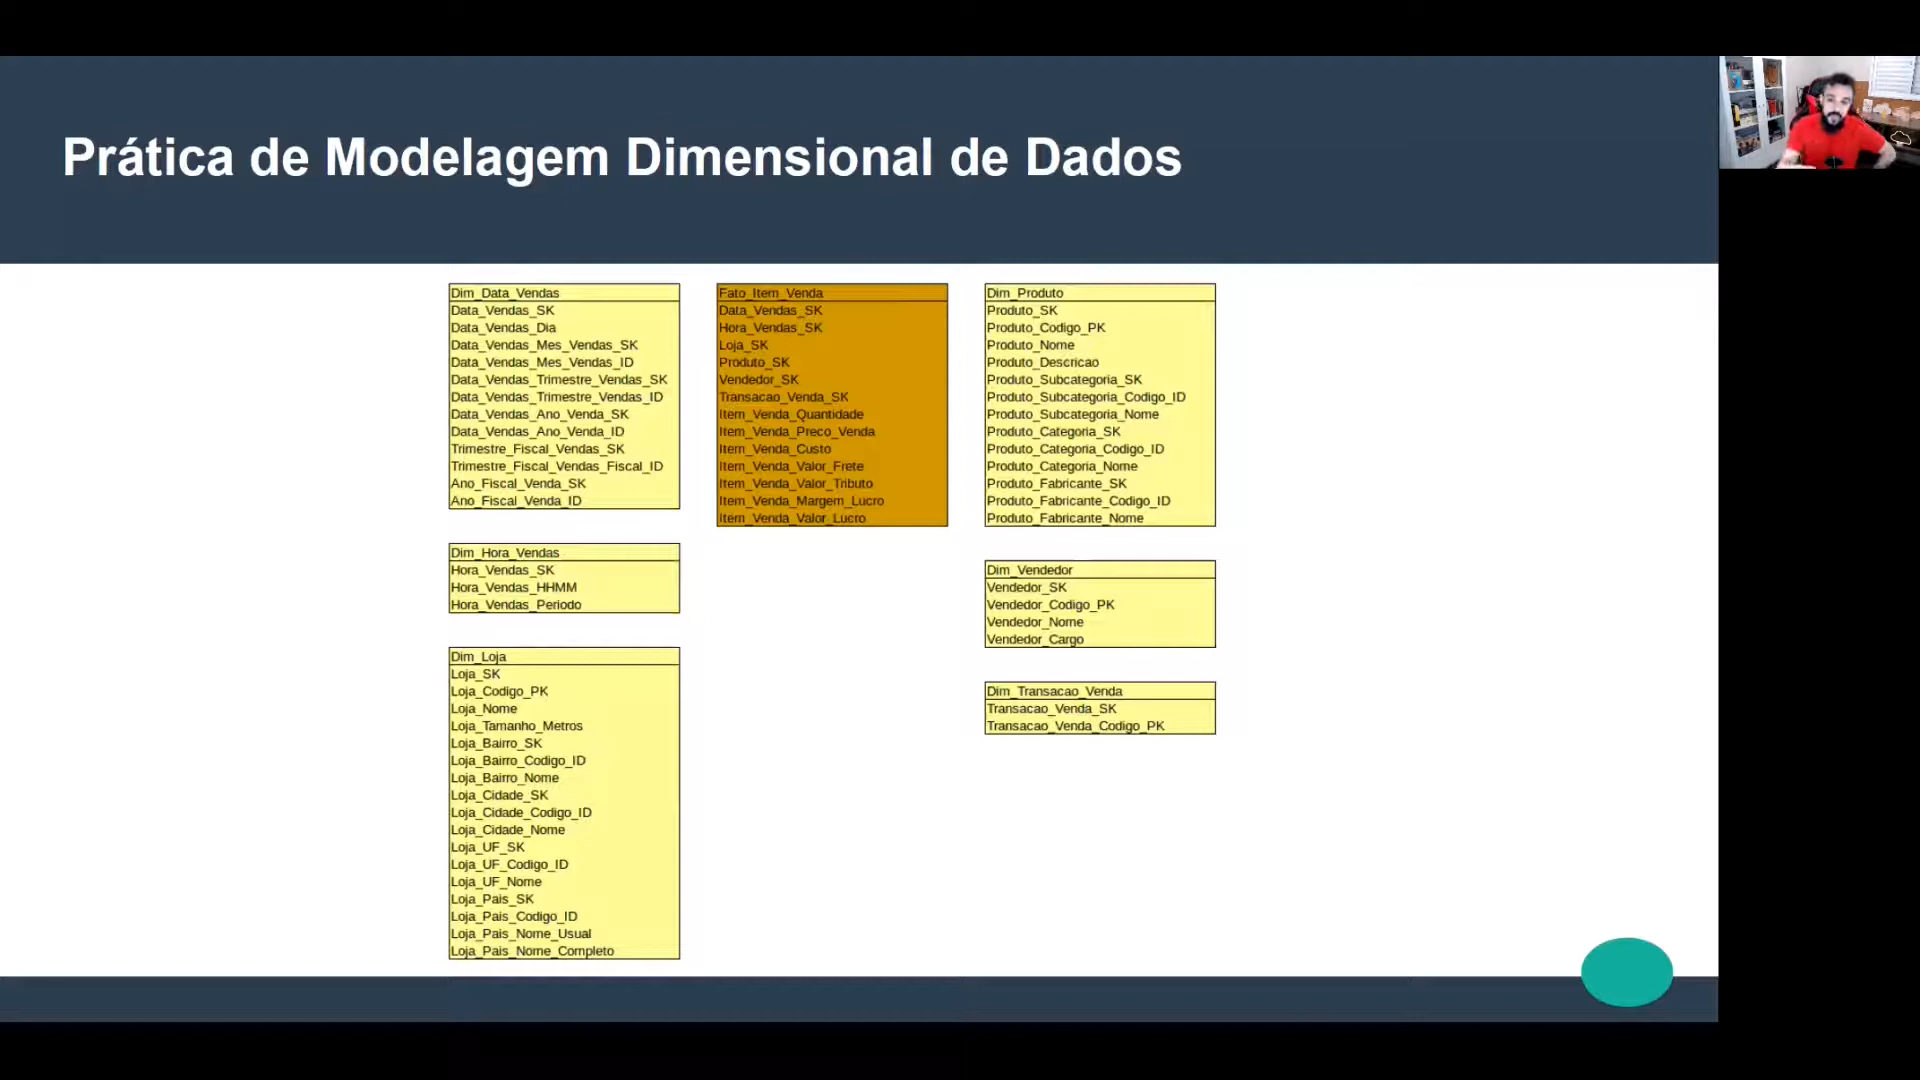 Prática de Modelagem Dimensional de Dados
Dim_Data_Vendas
Data_Vendas_SK
Data_Vendas_Dia
Data_Vendas_Mes_Vendas_SK
Data_Vendas_Mes_Vendas_ID
Data_Vendas_Trimestre_Vendas_SK
Data_Vendas_Trimestre_Vendas_ID
Data_Vendas_Ano_Venda_SK
Data_Vendas_Ano_Venda_ID
Trimestre_Fiscal_Vendas_SK
Trimestre_Fiscal_Vendas_Fiscal_ID
Ano_Fiscal_Venda_SK
Ano_Fiscal_Venda_ID
Dim_Hora_Vendas
Hora_Vendas_SK
Hora_Vendas_HHMM
Hora_Vendas_Periodo
Dim_Loja
Loja_SK
Loja_Codigo_PK
Loja_Nome
Loja_Tamanho_Metros
Loja_Bairro_SK
Loja_Bairro_Codigo_ID
Loja_Bairro_Nome
Loja_Cidade_SK
Loja_Cidade_Codigo_ID
Loja_Cidade_Nome
Loja_UF_SK
Loja_UF_Codigo_ID
Loja_UF_Nome
Loja_Pais_SK
Loja_Pais_Codigo_ID
Loja_Pais_Nome_Usual
Loja_Pais_Nome_Completo
Fato_Item_Venda
Data_Vendas_SK
Hora_Vendas_SK
Loja_SK
Produto_SK
Vendedor_SK
Transacao_Venda_SK
Item_Venda_Quantidade
Item_Venda_Preco_Venda
Item_Venda_Custo
Item_Venda_Valor_Frete
Item_Venda_Valor_Tributo
Item_Venda_Margem_Lucro
Item_Venda_Valor_Lucro
Dim_Produto
Produto_SK
Produto_Codigo_PK
Produto_Nome
Produto_Descricao
Produto_Subcategoria_SK
Produto_Subcategoria_Codigo_ID
Produto_Subcategoria_Nome
Produto_Categoria_SK
Produto_Categoria_Codigo_ID
Produto_Categoria_Nome
Produto_Fabricante_SK
Produto_Fabricante_Codigo_ID
Produto_Fabricante_Nome
Dim_Vendedor
Vendedor_SK
Vendedor_Codigo_PK
Vendedor_Nome
Vendedor_Cargo
Dim_Transacao_Venda
Transacao_Venda_SK
Transacao_Venda_Codigo_PK